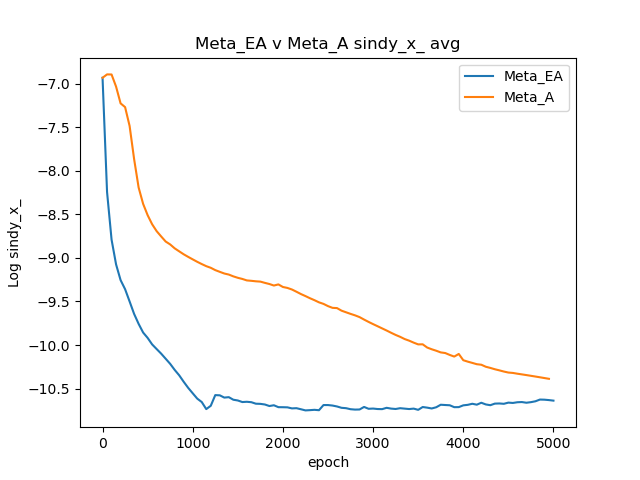 Meta_EA v Meta_A sindy_x_ avg
Meta_EA
Meta_A
Log sindy_x_
−7.0
−7.5
−8.0
−8.5
−9.0
−9.5
−10.0
−10.5
0
1000
2000
3000
4000
5000
epoch